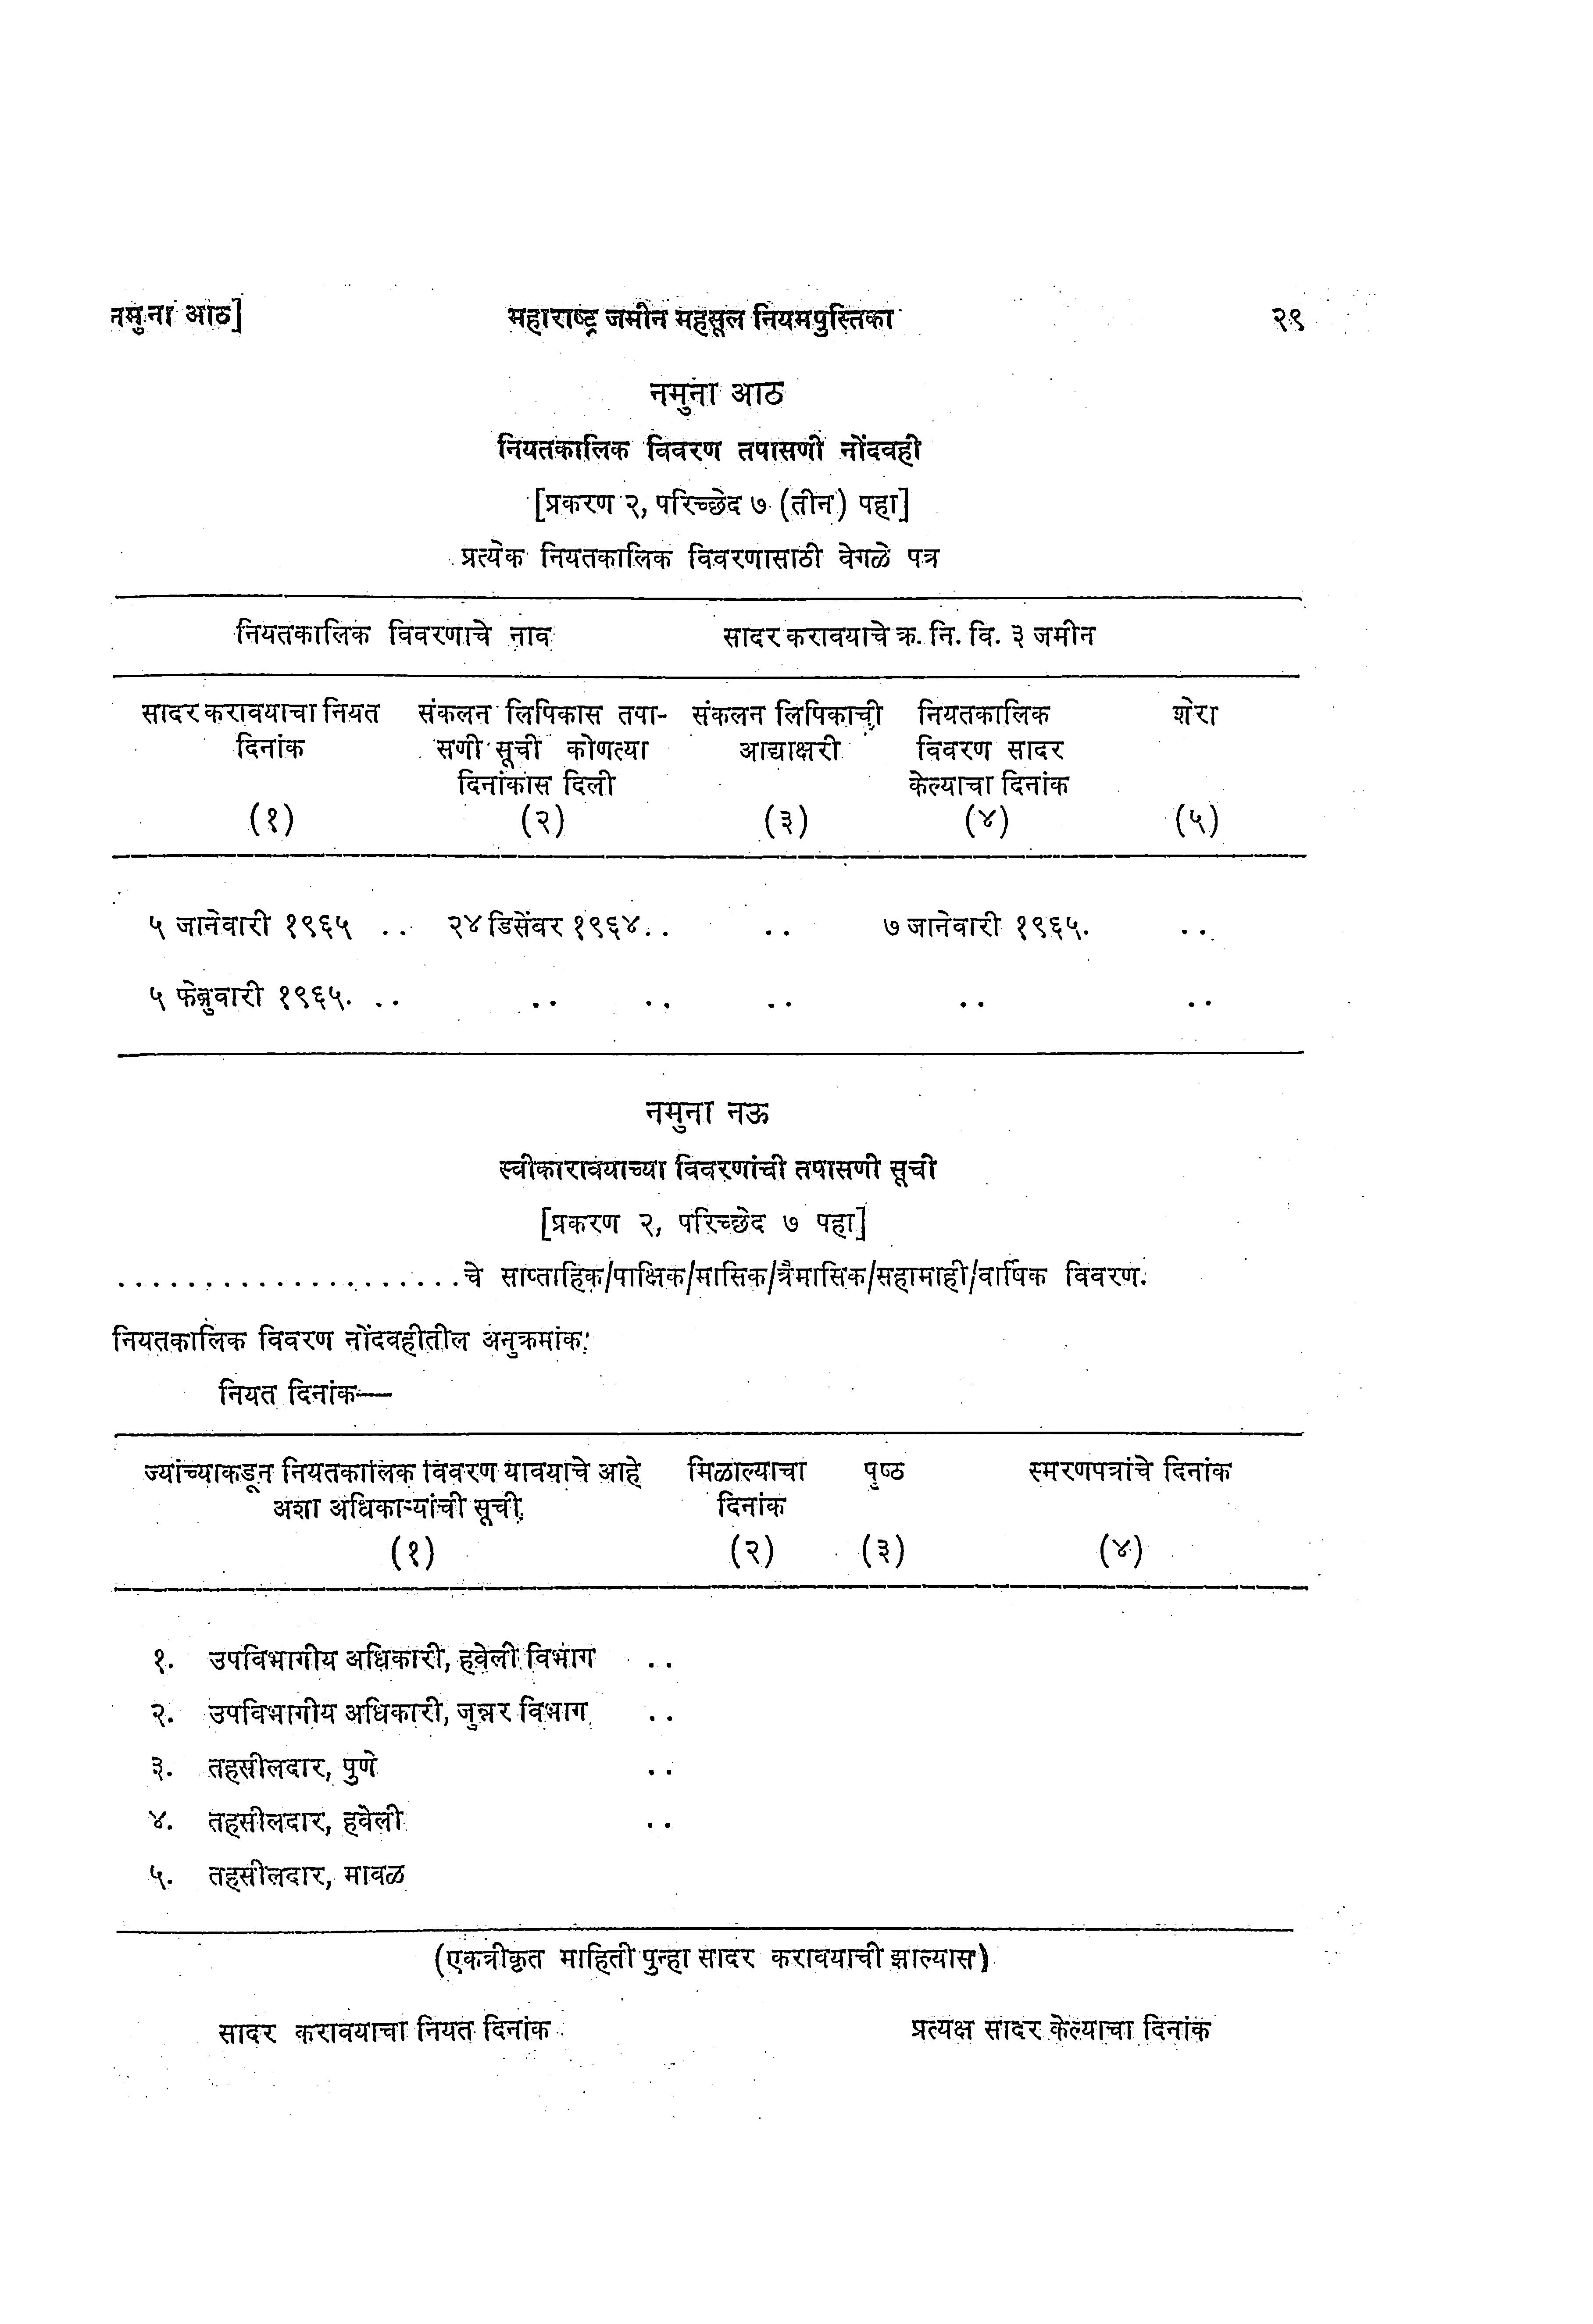 नमुना आठ]   महाराष्ट्र जमीन महसूल नियमपुस्तिका   २९
नमुना आठ
नियतकालिक विवरण तपासणी नोंदवही
[प्रकरण २, परिच्छेद ७ (तीन) पहा]
प्रत्येक नियतकालिक विवरणासाठी वेगळे पत्र
नियतकालिक विवरणाचे नाव   सादर करावयाचे क्र. नि. वि. ३ जमीन
सादर करावयाचा नियत   संकलन लिपिकास तपा-   संकलन लिपिकाची   नियतकालिक   शेरा
दिनांक   सणी सूची कोणत्या   आद्याक्षरी   विवरण सादर
दिनांकास दिली   केल्याचा दिनांक
(१)   (२)   (३)   (४)   (५)
५ जानेवारी १९६५ ..   २४ डिसेंबर १९६४..   ..   ७ जानेवारी १९६५.   ..
५ फेब्रुवारी १९६५. ..   ..   ..   ..   ..   ..
नमुना नऊ
स्वीकारावयाच्या विवरणांची तपासणी सूची
[प्रकरण २, परिच्छेद ७ पहा]
....................चे साप्ताहिक/पाक्षिक/मासिक/त्रैमासिक/सहामाही/वार्षिक विवरण.
नियतकालिक विवरण नोंदवहीतील अनुक्रमांक:
नियत दिनांक—
ज्यांच्याकडून नियतकालिक विवरण यावयाचे आहे   मिळाल्याचा   पृष्ठ   स्मरणपत्रांचे दिनांक
अशा अधिकाऱ्यांची सूची   दिनांक
(१)   (२)   (३)   (४)
१. उपविभागीय अधिकारी, हवेली विभाग ..
२. उपविभागीय अधिकारी, जुन्नर विभाग ..
३. तहसीलदार, पुणे ..
४. तहसीलदार, हवेली ..
५. तहसीलदार, मावळ
(एकत्रीकृत माहिती पुन्हा सादर करावयाची झाल्यास)
सादर करावयाचा नियत दिनांक   प्रत्यक्ष सादर केल्याचा दिनांक